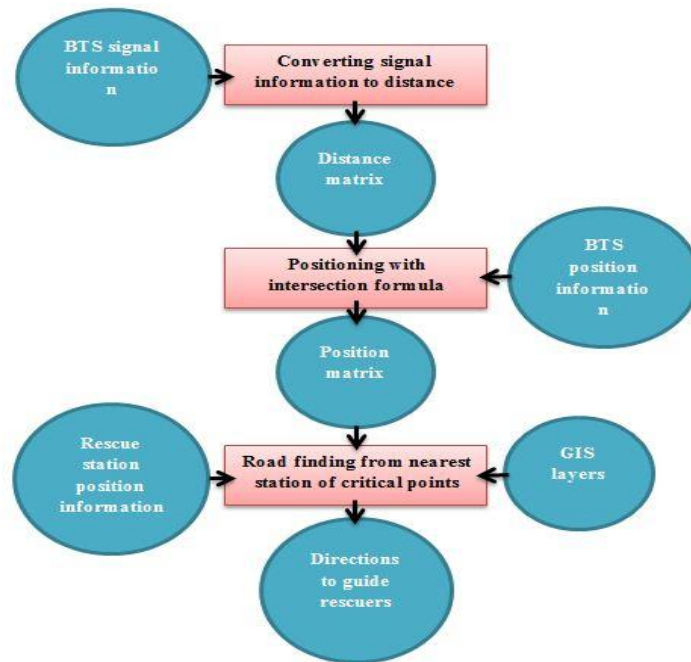 BTS signal
informatio
n
Converting signal
information to distance
Distance
matrix
Positioning with
intersection formula
BTS
position
informatio
n
Position
matrix
Rescue
station
position
information
Road finding from nearest
station of critical points
GIS
layers
Directions
to guide
rescuers